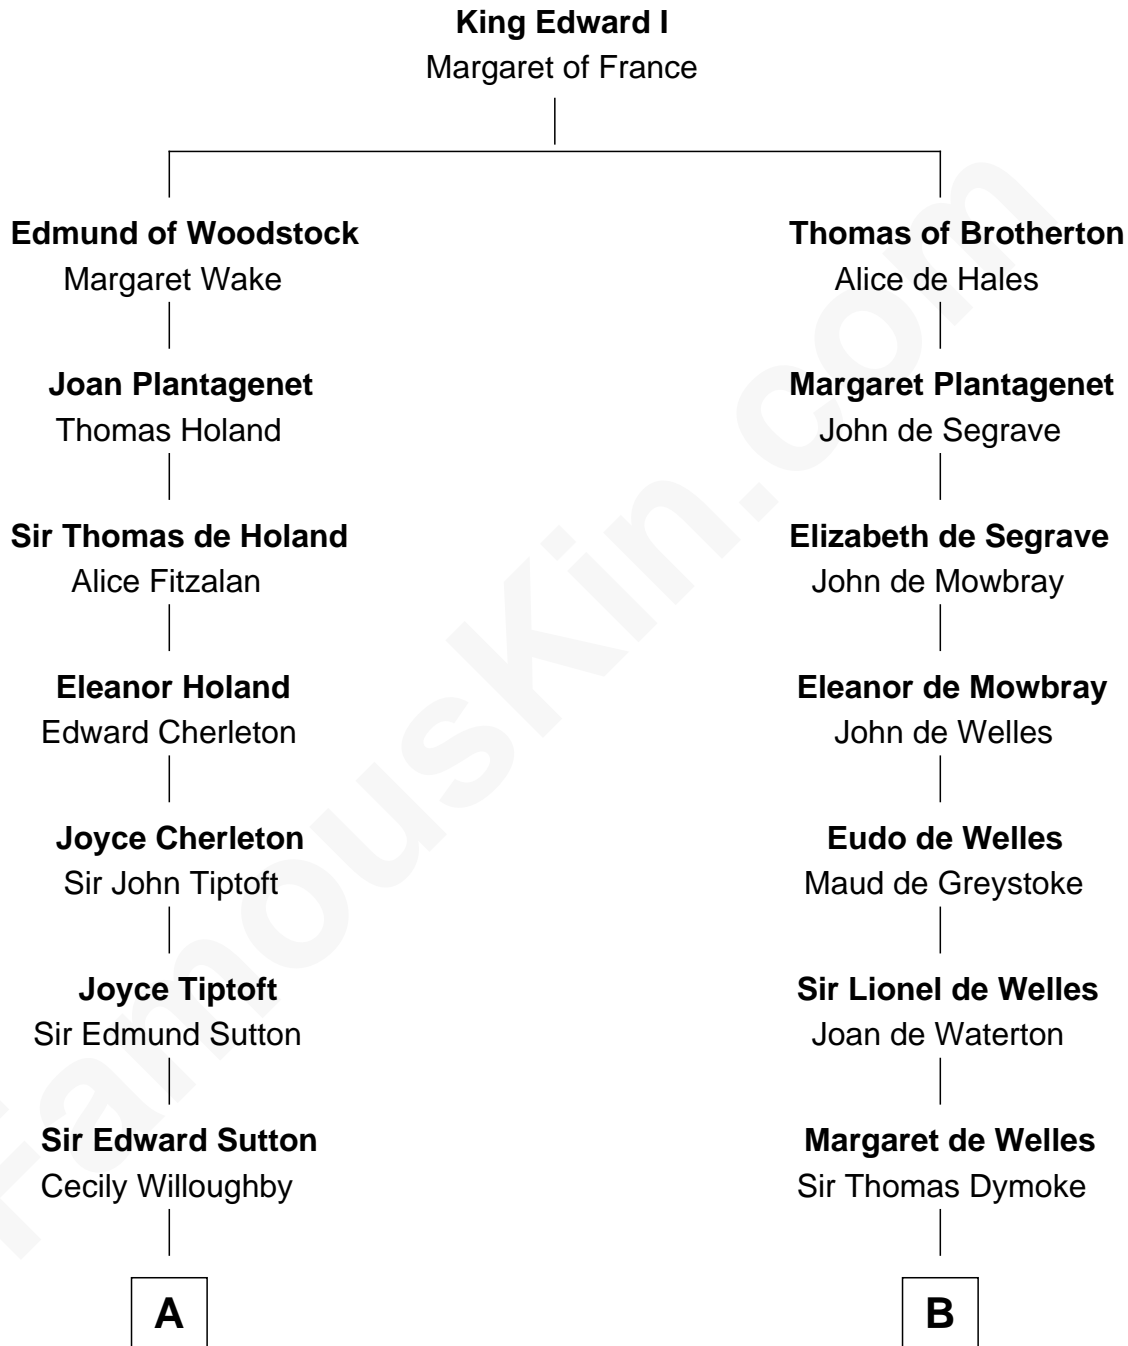 King Edward I
Margaret of France
Edmund of Woodstock
Margaret Wake
Thomas of Brotherton
Alice de Hales
Joan Plantagenet
Thomas Holand
Margaret Plantagenet
John de Segrave
Sir Thomas de Holand
Alice Fitzalan
Elizabeth de Segrave
John de Mowbray
Eleanor Holand
Edward Cherleton
Eleanor de Mowbray
John de Welles
Joyce Cherleton
Sir John Tiptoft
Eudo de Welles
Maud de Greystoke
Joyce Tiptoft
Sir Edmund Sutton
Sir Lionel de Welles
Joan de Waterton
Sir Edward Sutton
Cecily Willoughby
Margaret de Welles
Sir Thomas Dymoke
A
B
FamousKin.com